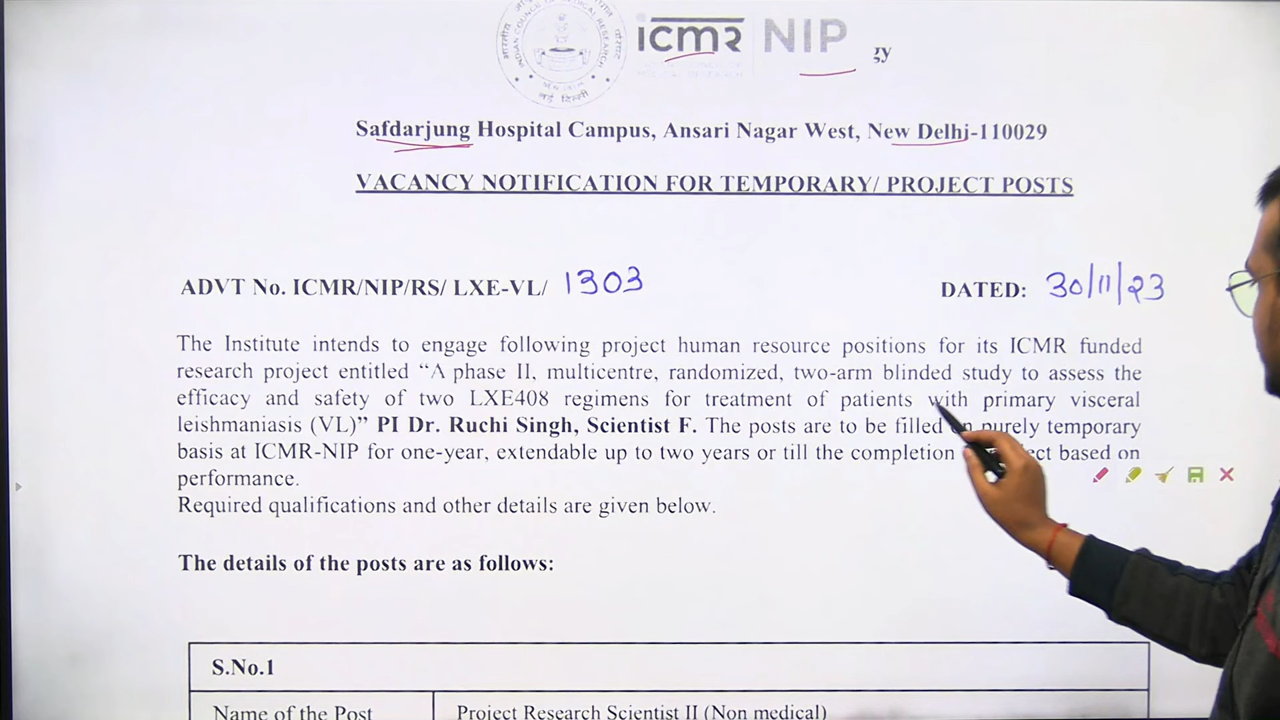 icmr NIP
gy
Safdarjung Hospital Campus, Ansari Nagar West, New Delhi-110029
VACANCY NOTIFICATION FOR TEMPORARY/ PROJECT POSTS
ADVT No. ICMR/NIP/RS/ LXE-VL/ 1303 DATED: 30/11/23
The Institute intends to engage following project human resource positions for its ICMR funded
research project entitled “A phase II, multicentre, randomized, two-arm blinded study to assess the
efficacy and safety of two LXE408 regimens for treatment of patients with primary visceral
leishmaniasis (VL)” PI Dr. Ruchi Singh, Scientist F. The posts are to be filled on purely temporary
basis at ICMR-NIP for one-year, extendable up to two years or till the completion based on
performance.
Required qualifications and other details are given below.
The details of the posts are as follows:
S.No.1
Name of the Post Project Research Scientist II (Non medical)